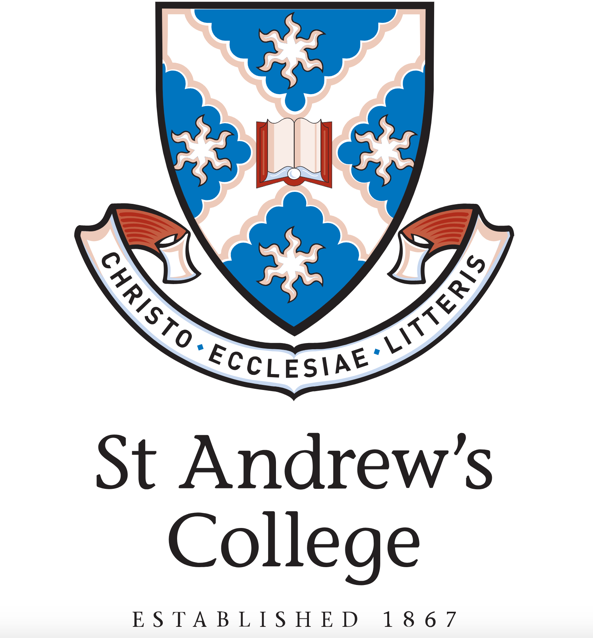 CHRISTO · ECCLESIAE · LITTERIS
St Andrew's
College
ESTABLISHED 1867